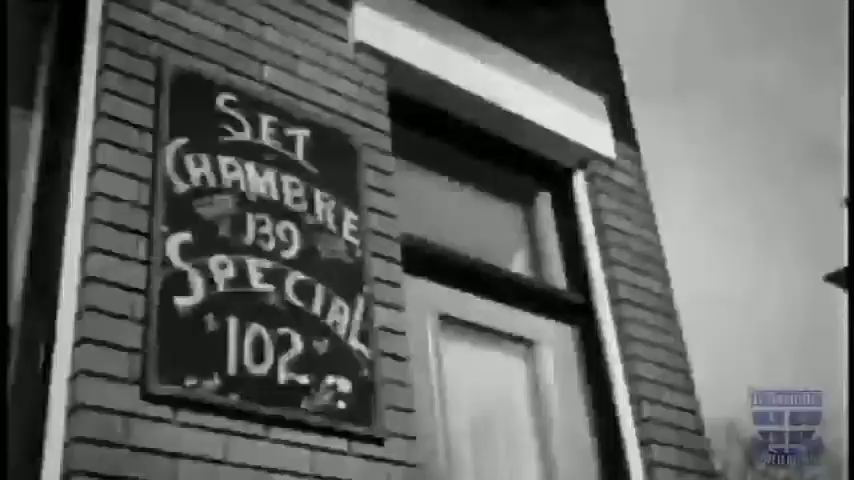 SET
CHAMBRE
139
SPECIAL
$102